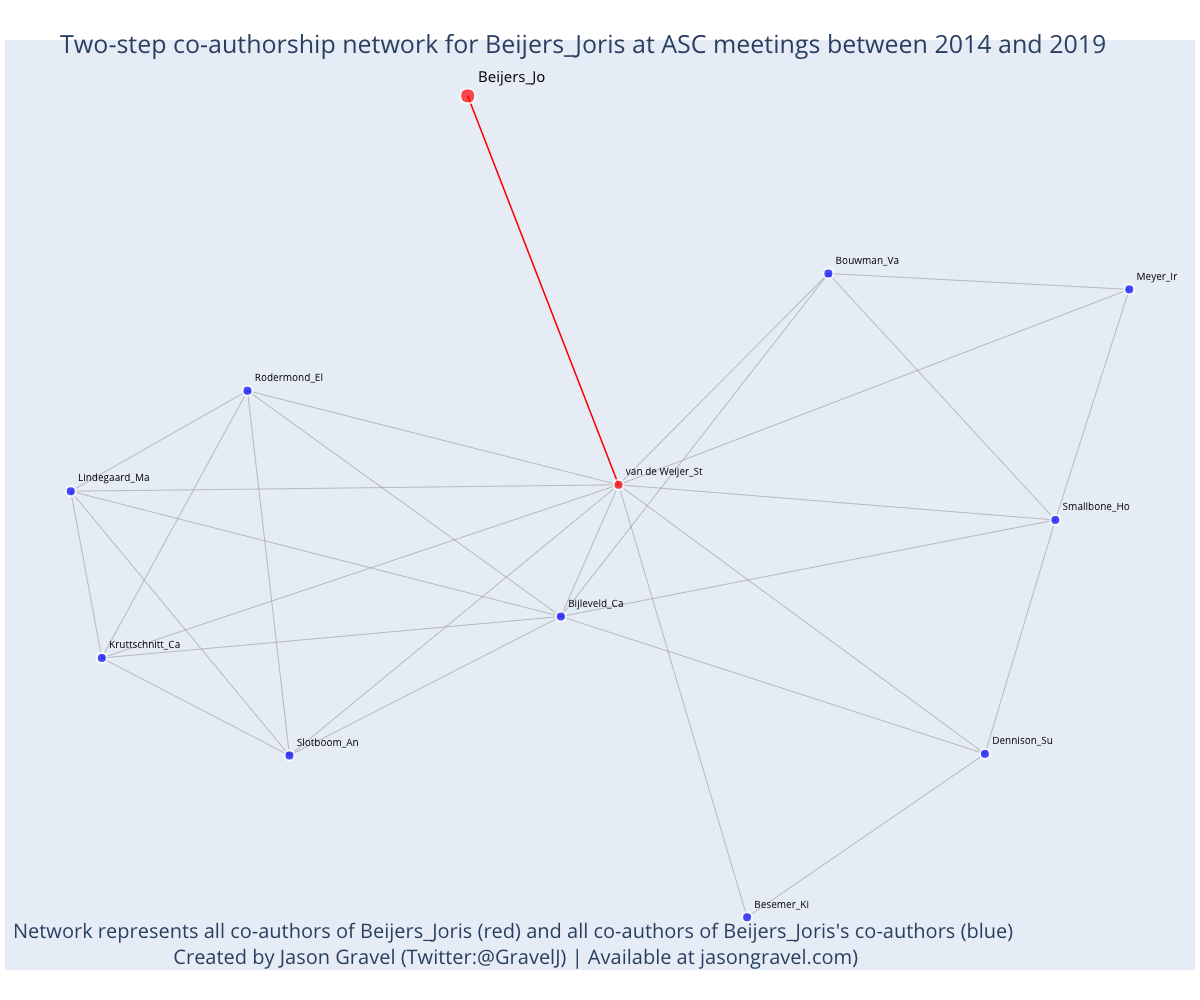 Two-step co-authorship network for Beijers_Joris at ASC meetings between 2014 and 2019
Beijers_Jo
Bouwman_Va
Meyer_Ir
Rodermond_El
van de Weijer_St
Lindegaard_Ma
Smallbone_Ho
Bijleveld_Ca
Kruttschnitt_Ca
Slotboom_An
Dennison_Su
Besemer_Ki
Network represents all co-authors of Beijers_Joris (red) and all co-authors of Beijers_Joris's co-authors (blue)
Created by Jason Gravel (Twitter:@GravelJ) | Available at jasongravel.com)